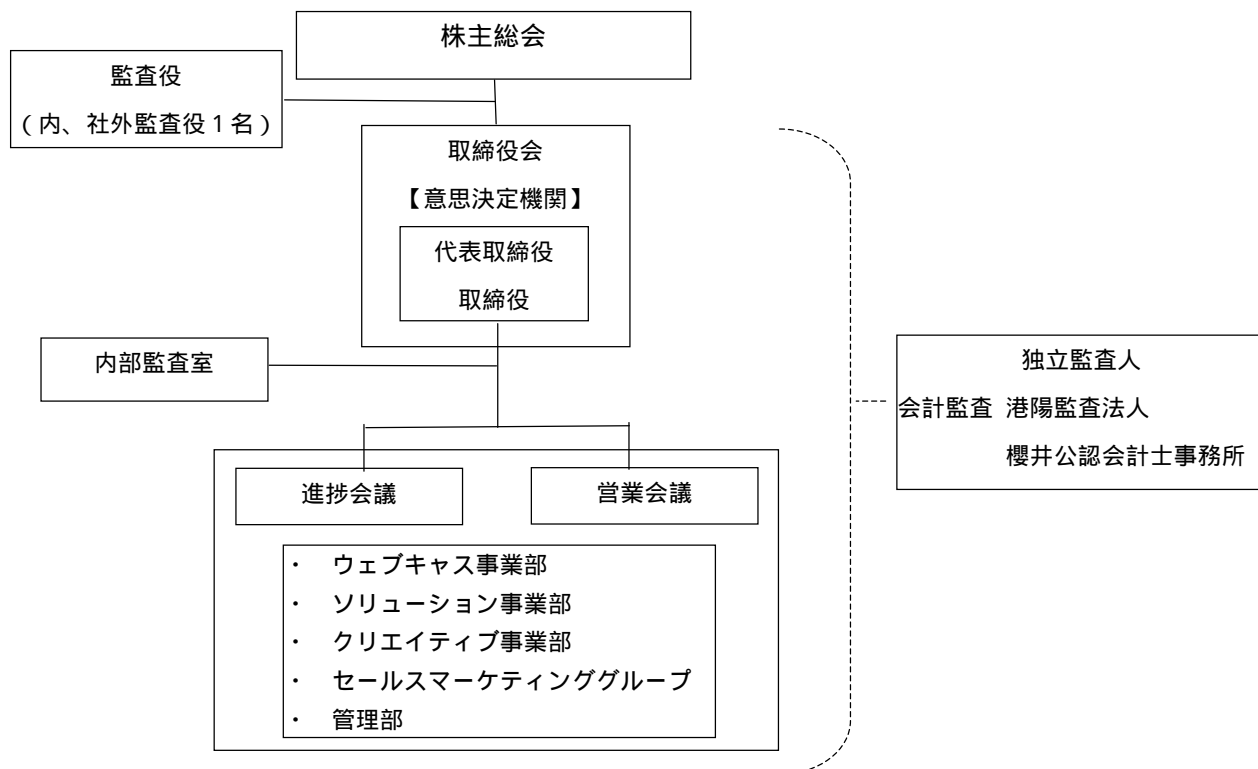 株主総会
監査役
(内、社外監査役1名)
取締役会
【意思決定機関】
代表取締役
取締役
内部監査室
独立監査人
会計監査 港陽監査法人
櫻井公認会計士事務所
進捗会議
営業会議
・ ウェブキャス事業部
・ ソリューション事業部
・ クリエイティブ事業部
・ セールスマーケティンググループ
・ 管理部